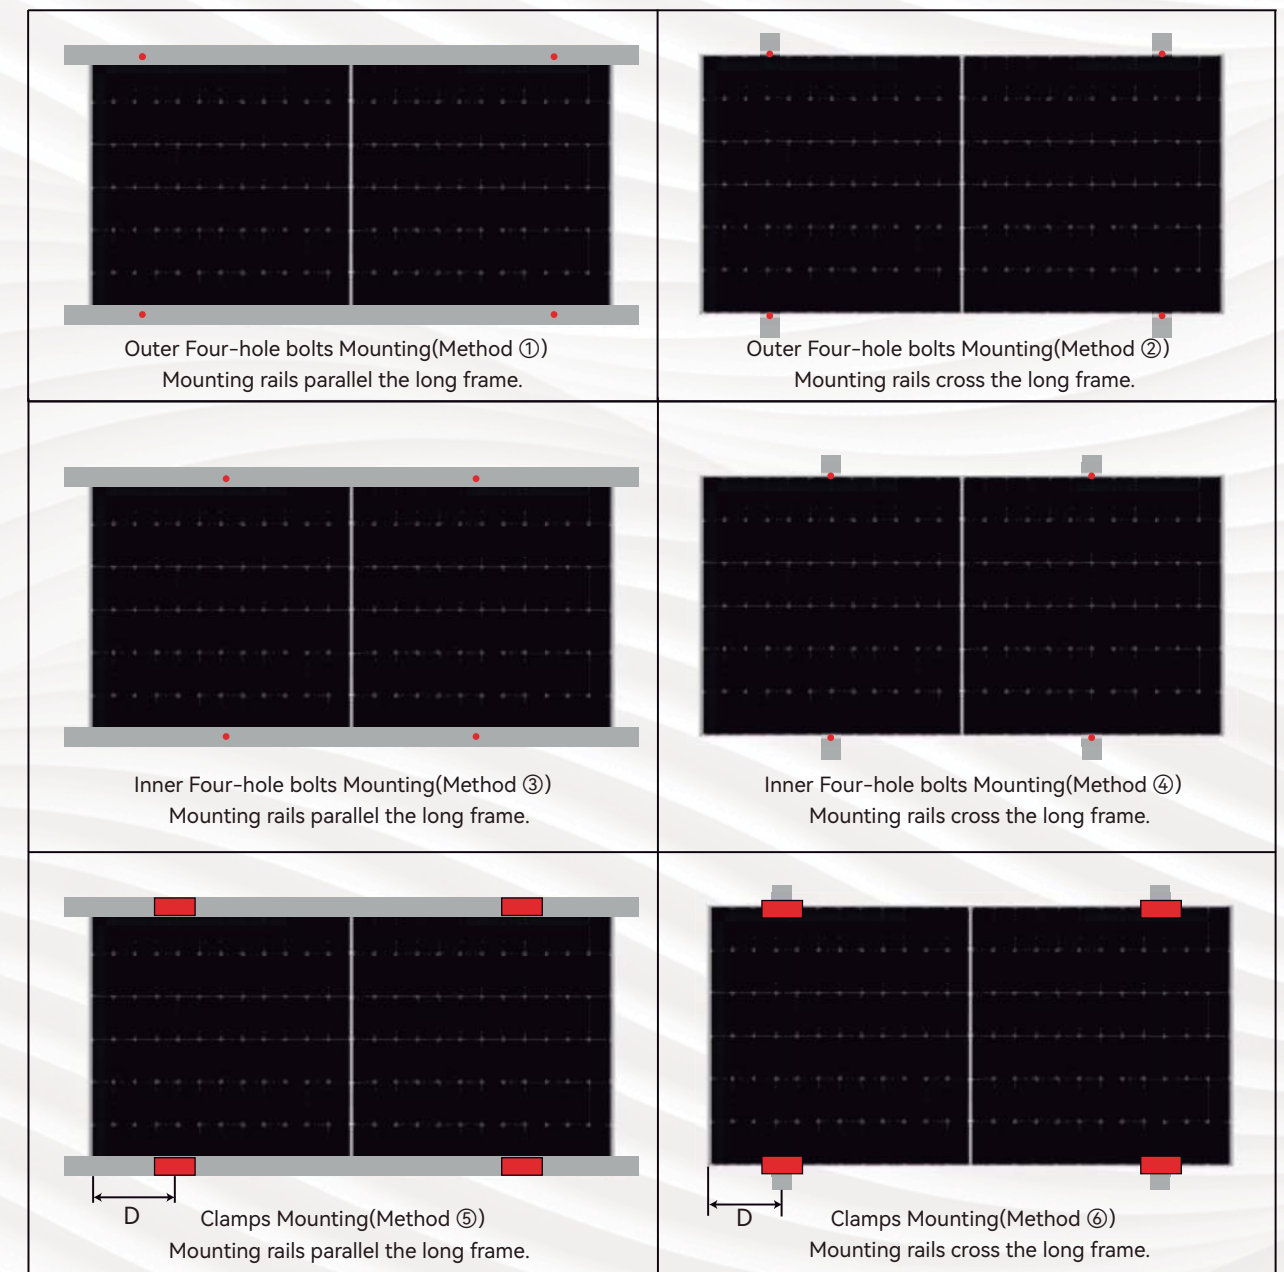 Outer Four-hole bolts Mounting(Method ①)
Mounting rails parallel the long frame.
Outer Four-hole bolts Mounting(Method ②)
Mounting rails cross the long frame.
Inner Four-hole bolts Mounting(Method ③)
Mounting rails parallel the long frame.
Inner Four-hole bolts Mounting(Method ④)
Mounting rails cross the long frame.
D
Clamps Mounting(Method ⑤)
Mounting rails parallel the long frame.
D
Clamps Mounting(Method ⑥)
Mounting rails cross the long frame.